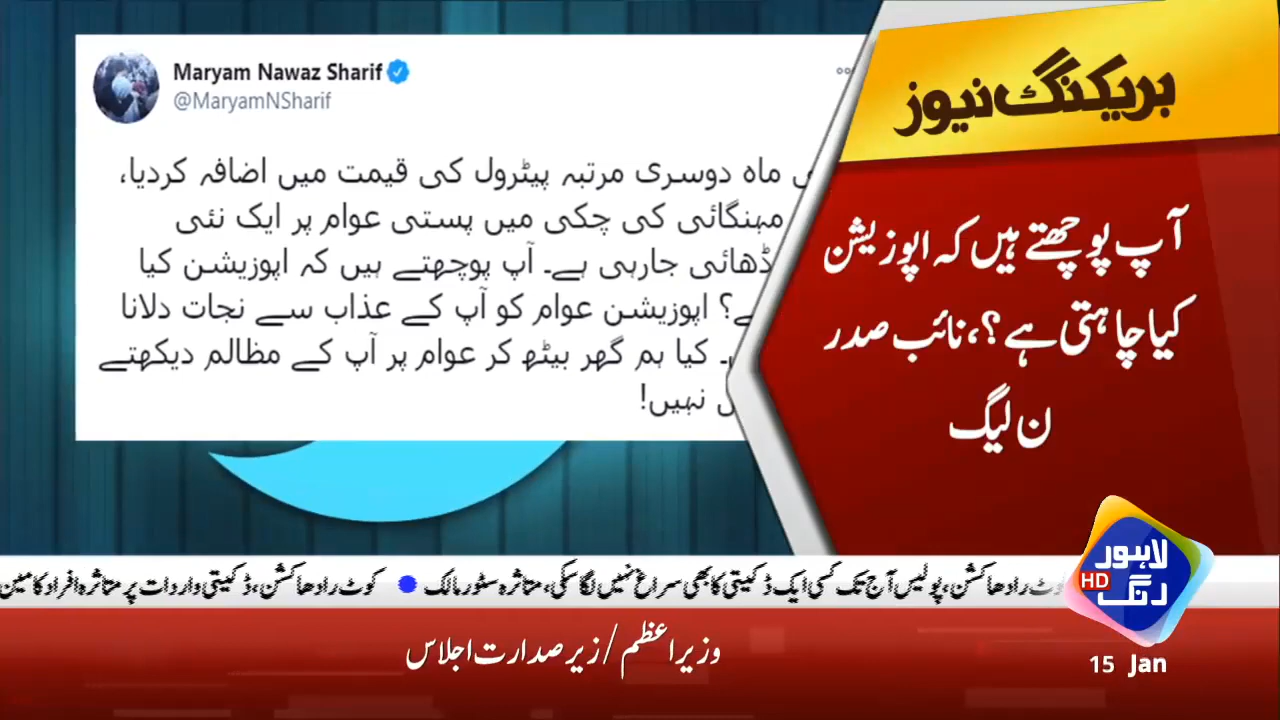 Maryam Nawaz Sharif
@MaryamNSharif
ماہ دوسری مرتبہ پیٹرول کی قیمت میں اضافہ کردیا،
مہنگائی کی چکی میں پستی عوام پر ایک نئی
ڈھائی جارہی ہے۔ آپ پوچھتے ہیں کہ اپوزیشن کیا
؟ اپوزیشن عوام کو آپ کے عذاب سے نجات دلانا
۔ کیا ہم گھر بیٹھ کر عوام پر آپ کے مظالم دیکھتے
نہیں!
بریکنگ نیوز
آپ پوچھتے ہیں کہ اپوزیشن
کیا چاہتی ہے؟، نائب صدر
ن لیگ
رادھا کشن، پولیس آج تک کسی ایک ڈکیتی کا بھی سراغ نہیں لگا سکی، متاثرہ سٹور مالک ● کوٹ رادھا کشن، ڈکیتی واردات پر متاثرہ افراد کا مین
وزیراعظم / زیر صدارت اجلاس
لاہور
رنگ
HD
15 Jan